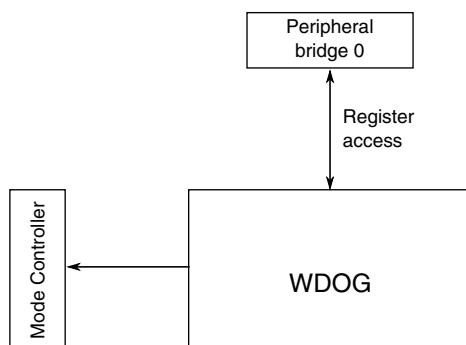 Peripheral
bridge 0
Register
access
Mode Controller
WDOG